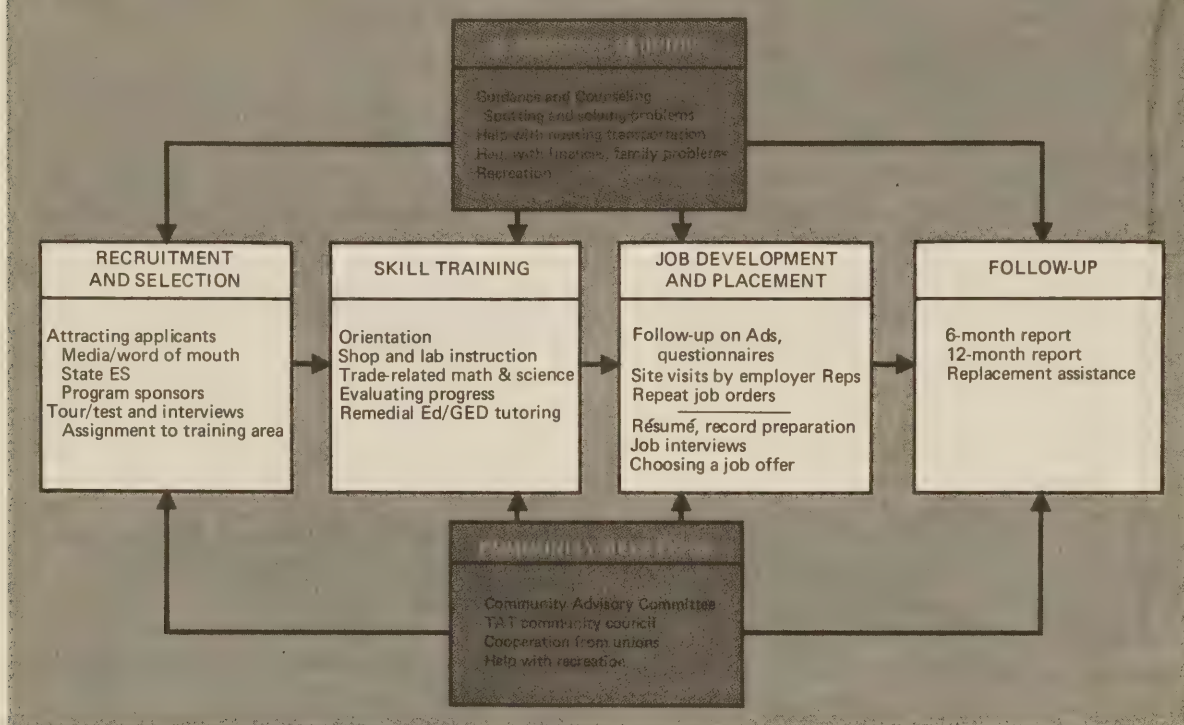 Guidance and Counseling
Spotting and solving problems
Help with housing transportation
Help with finances, family problems
Recreation
RECRUITMENT
AND SELECTION
Attracting applicants
Media/word of mouth
State ES
Program sponsors
Tour/test and interviews
Assignment to training area
SKILL TRAINING
Orientation
Shop and lab instruction
Trade-related math & science
Evaluating progress
Remedial Ed/GED tutoring
JOB DEVELOPMENT
AND PLACEMENT
Follow-up on Ads,
questionnaires
Site visits by employer Reps
Repeat job orders
Résumé, record preparation
Job interviews
Choosing a job offer
FOLLOW-UP
6-month report
12-month report
Replacement assistance
COMMUNITY
Community Advisory Committee
TAT community council
Cooperation from unions
Help with recreation